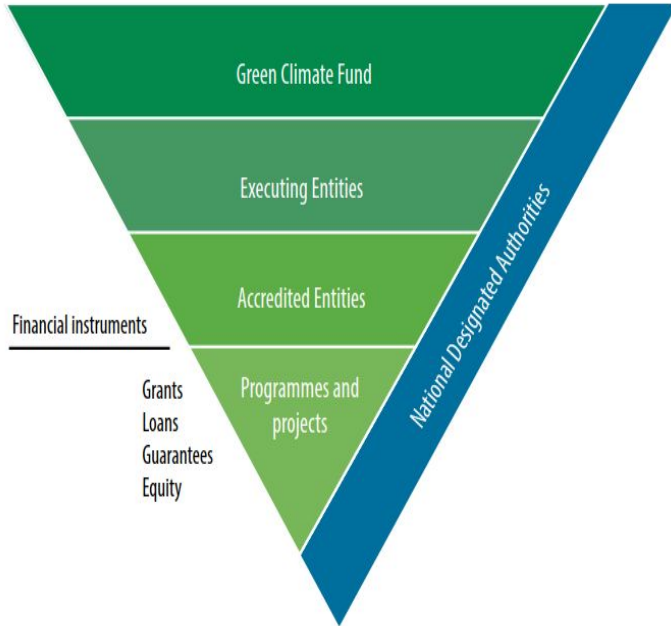 Green Climate Fund
Executing Entities
Accredited Entities
Financial instruments
Programmes and
projects
Grants
Loans
Guarantees
Equity
National Designated Authorities